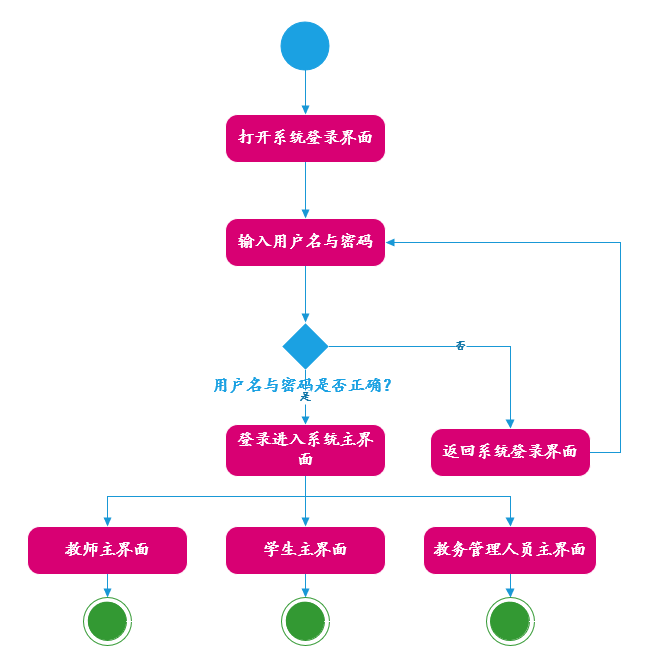 打开系统登录界面
输入用户名与密码
否
用户名与密码是否正确？
是
登录进入系统主界
面
返回系统登录界面
教师主界面
学生主界面
教务管理人员主界面